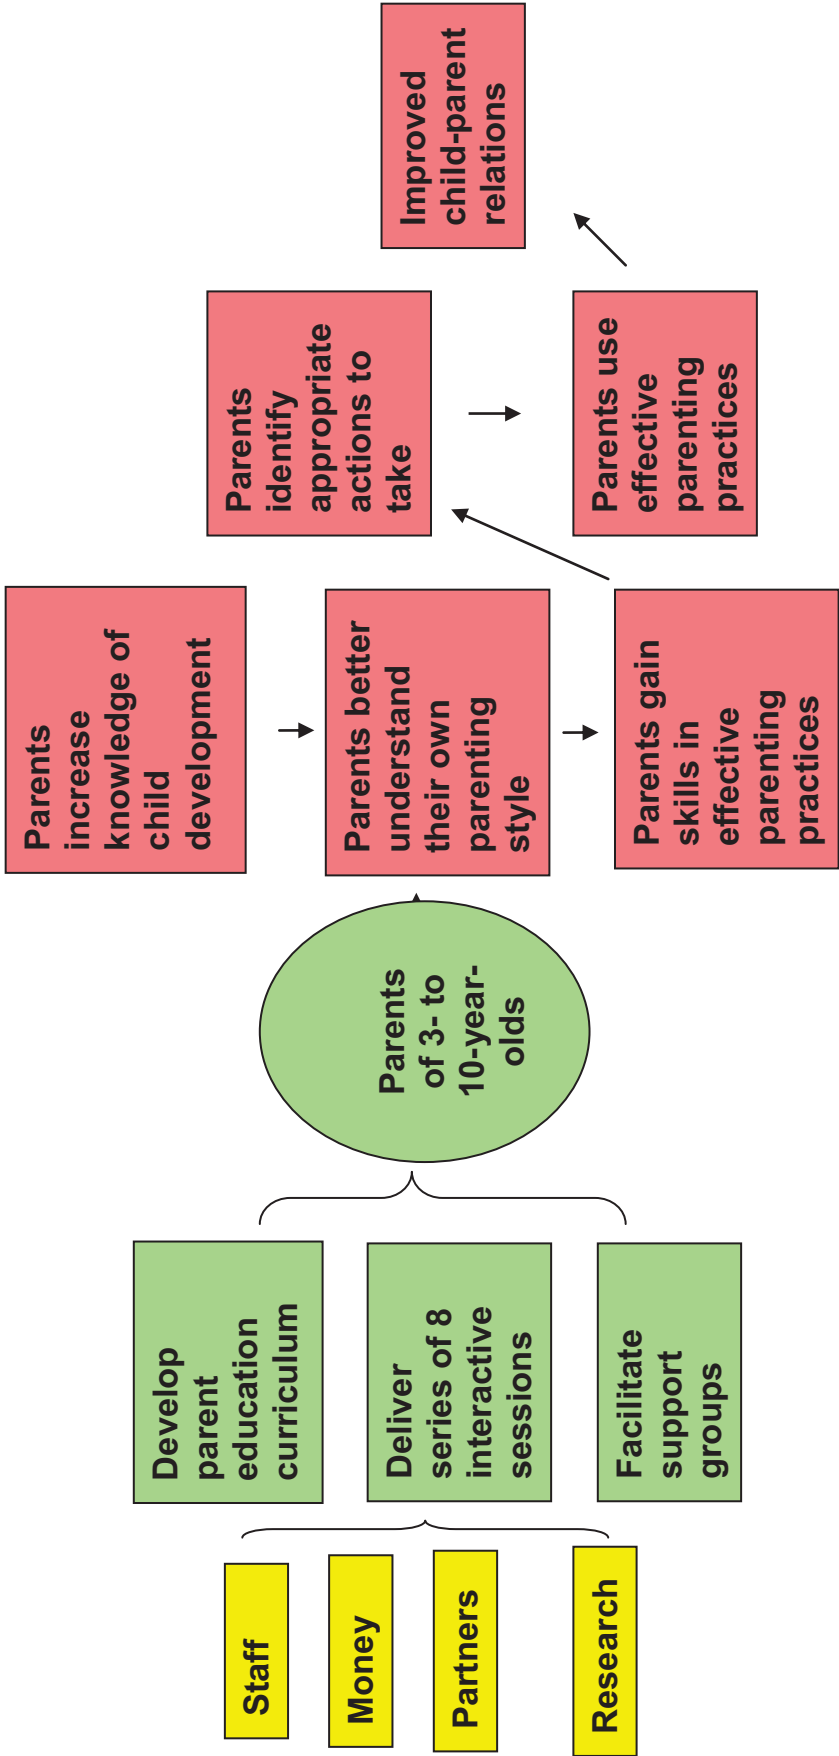 Staff
Money
Partners
Research
Develop
parent
education
curriculum
Deliver
series of 8
interactive
sessions
Facilitate
support
groups
Parents
of 3- to
10-year-
olds
Parents
increase
knowledge of
child
development
Parents better
understand
their own
parenting
style
Parents gain
skills in
effective
parenting
practices
Parents
identify
appropriate
actions to
take
Parents use
effective
parenting
practices
Improved
child-parent
relations